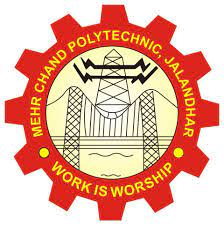 MEHR CHAND POLYTECHNIC, JALANDHAR
WORK IS WORSHIP